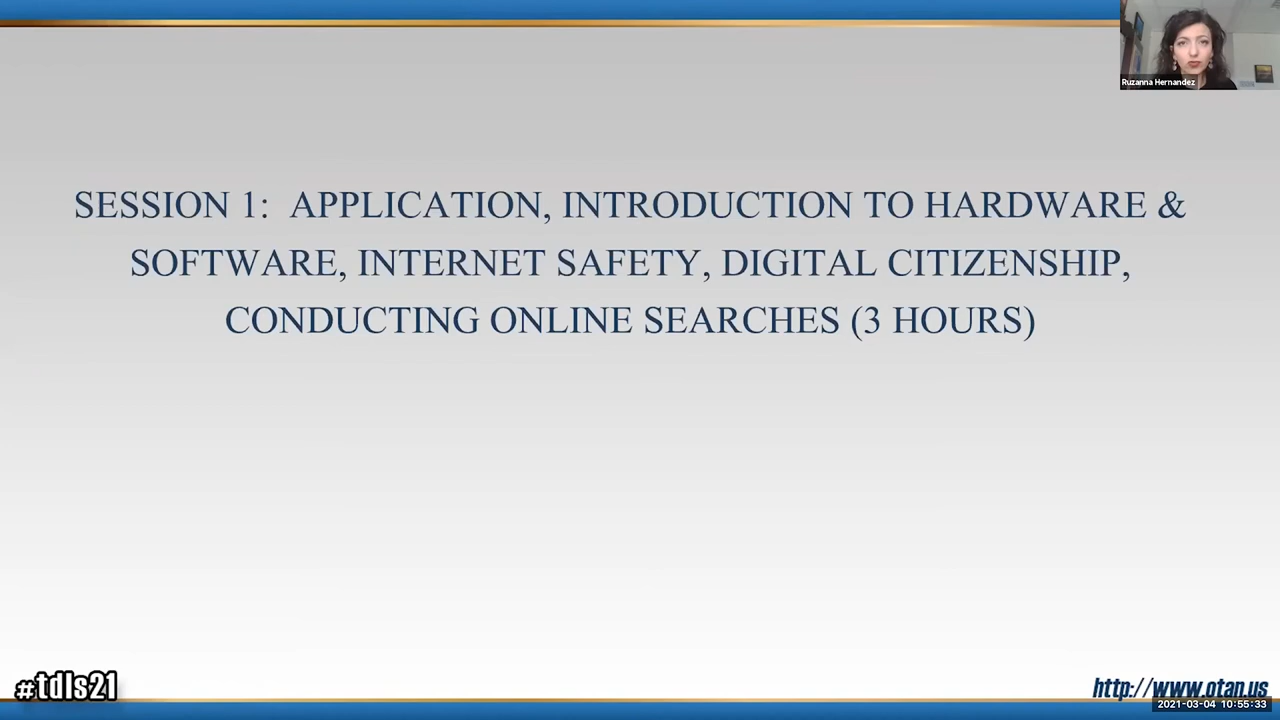 Ruzanna Hernandez
SESSION 1: APPLICATION, INTRODUCTION TO HARDWARE &
SOFTWARE, INTERNET SAFETY, DIGITAL CITIZENSHIP,
CONDUCTING ONLINE SEARCHES (3 HOURS)
#tdls21
http://www.otan.us
2021-03-04 10:55:33